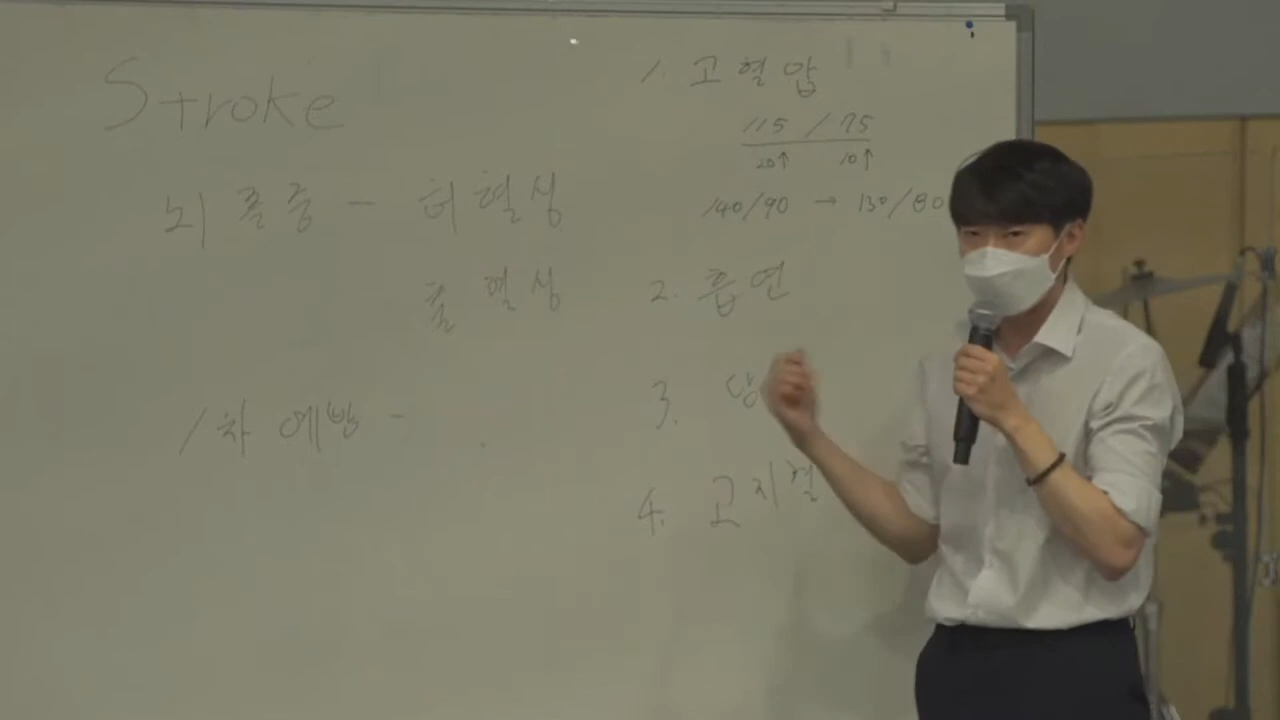 Stroke
뇌졸중 - 허혈성
출혈성
1차 예방 -
1. 고혈압
115 / 75
20↑ 10↑
140/90 → 130/80
2. 흡연
3. 당
4. 고지혈